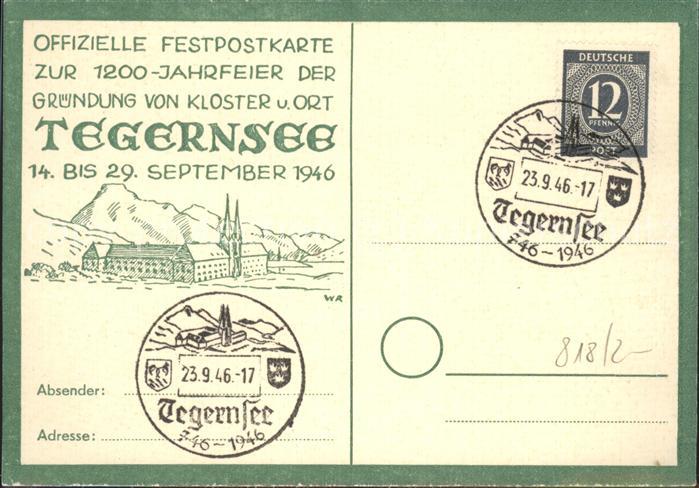 OFFIZIELLE FESTPOSTKARTE
ZUR 1200-JAHRFEIER DER
GRÜNDUNG VON KLOSTER u. ORT
TEGERNSEE
14. BIS 29. SEPTEMBER 1946
WR
Absender:
Adresse:
23.9.46.-17
Tegernsee
746-1946
DEUTSCHE
12
PFENNIG
POST
23.9.46.-17
Tegernsee
746-1946
818/2-